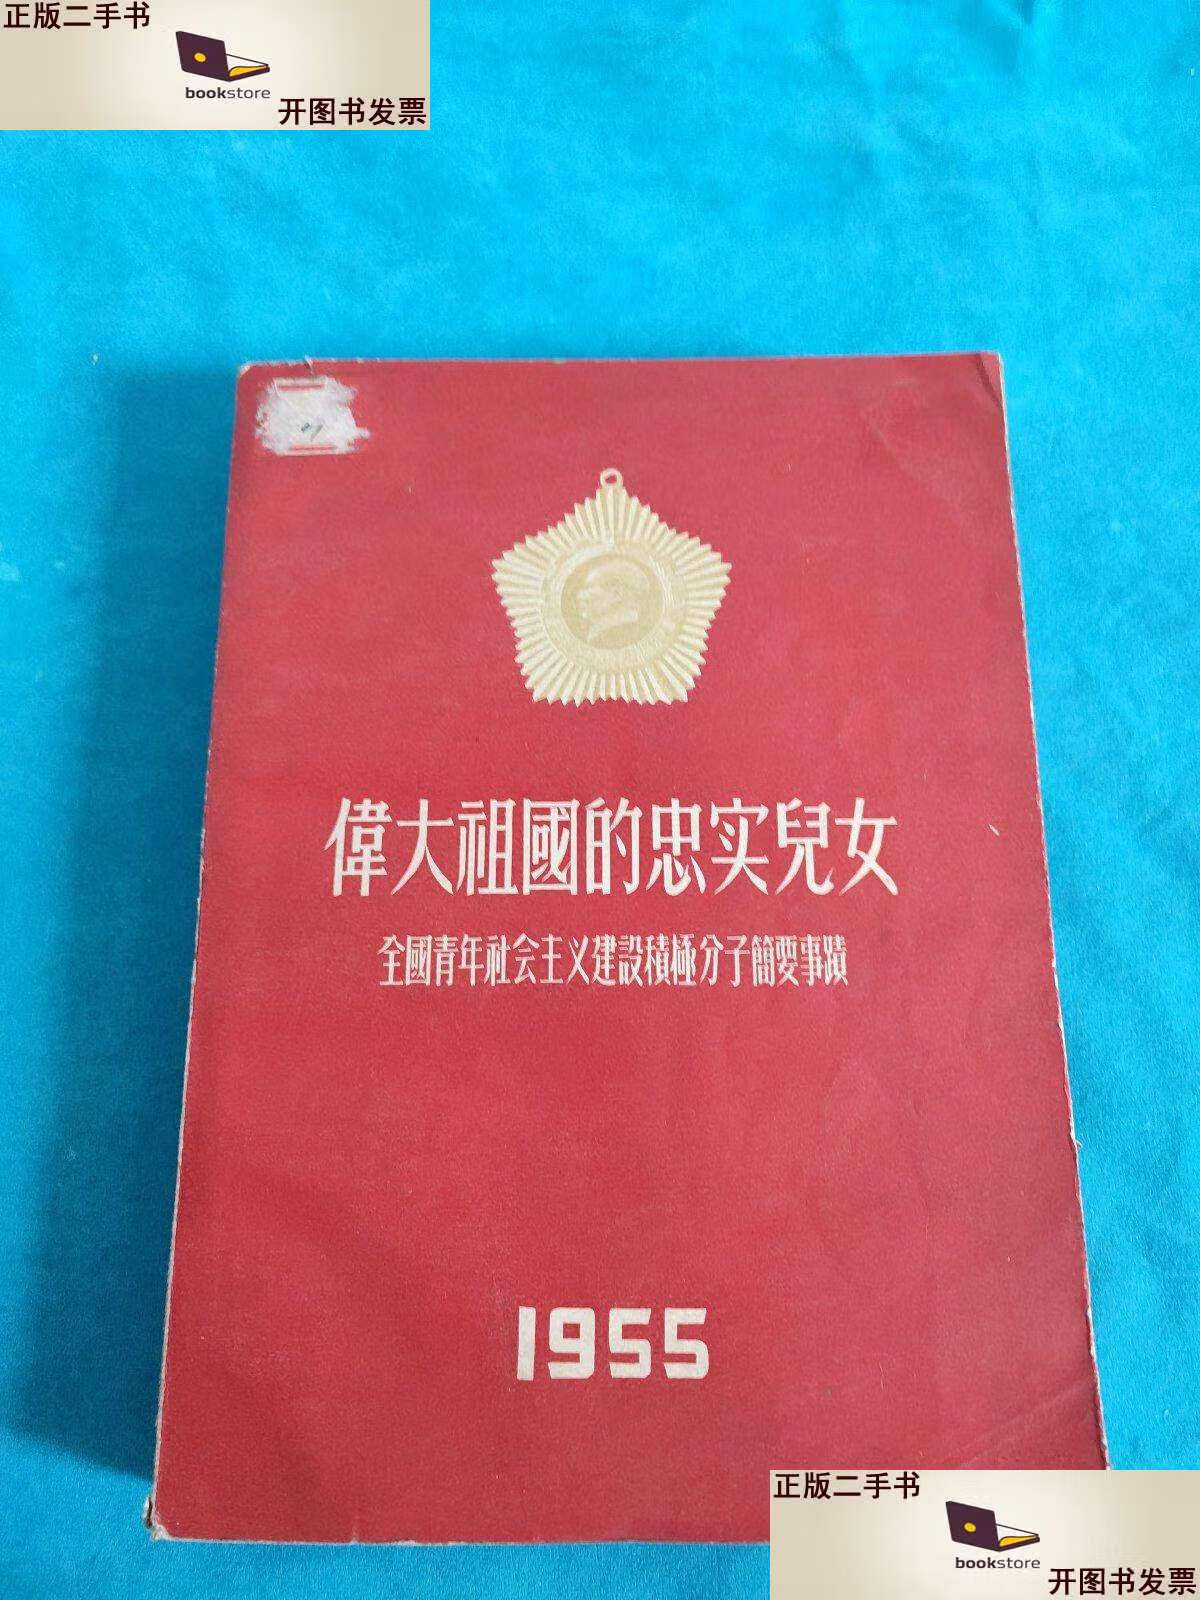 正版二手书
bookstore
开图书发票
偉大祖國的忠实兒女
全國青年社会主义建設積極分子簡要事蹟
1955
正版二手书
bookstore
开图书发票